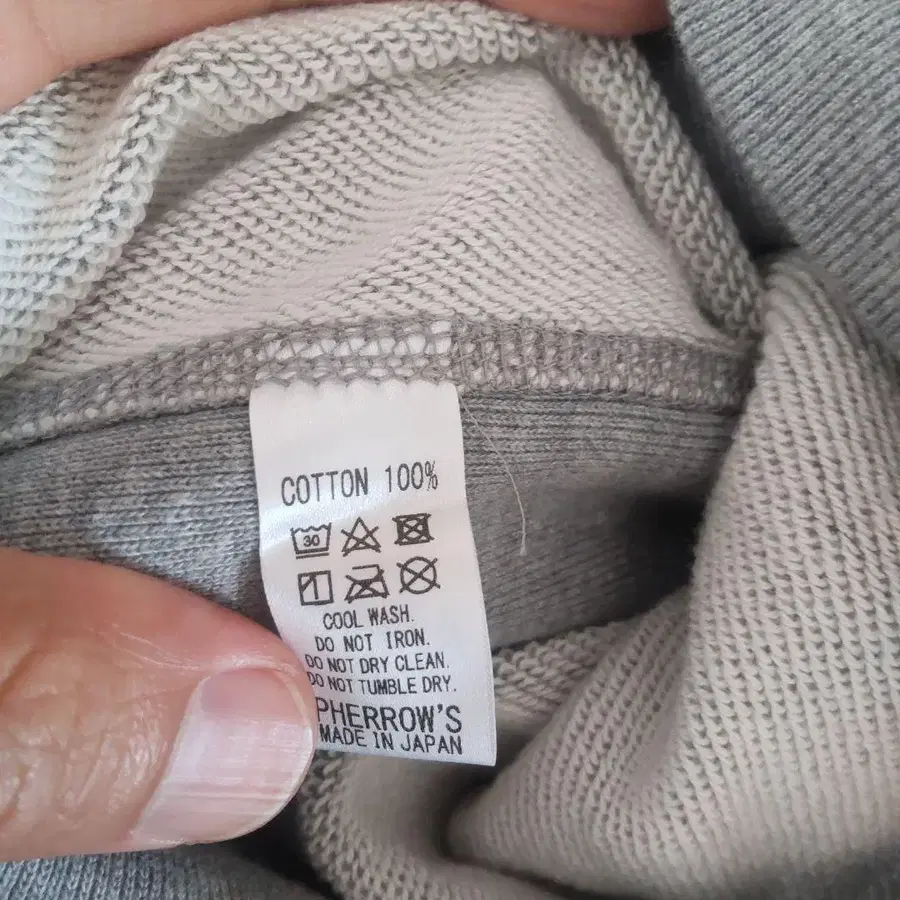 COTTON 100%
30
COOL WASH.
DO NOT IRON.
DO NOT DRY CLEAN.
DO NOT TUMBLE DRY.
PHERROW'S
MADE IN JAPAN